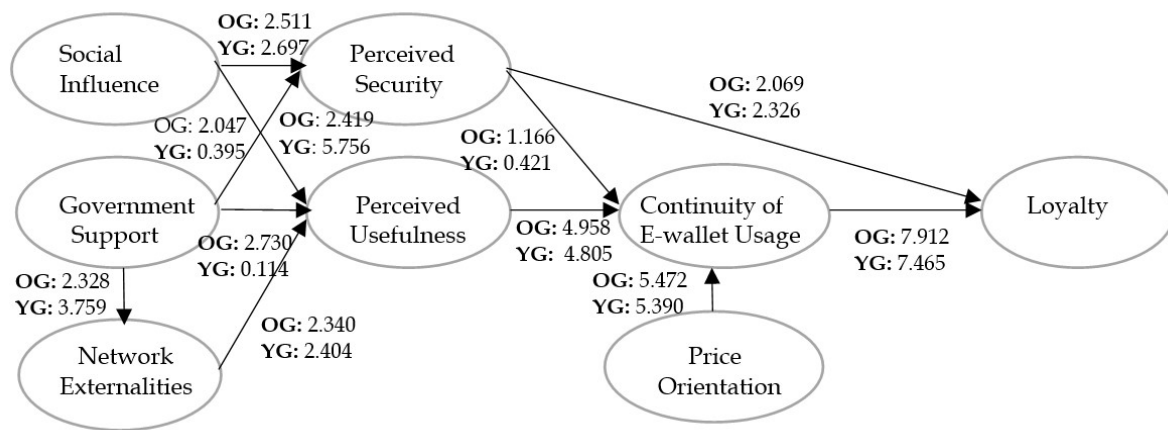 OG: 2.511
YG: 2.697
Social
Influence
Perceived
Security
OG: 2.069
YG: 2.326
OG: 2.047
YG: 0.395
OG: 2.419
YG: 5.756
OG: 1.166
YG: 0.421
Government
Support
Perceived
Usefulness
Continuity of
E-wallet Usage
Loyalty
OG: 2.730
YG: 0.114
OG: 4.958
YG: 4.805
OG: 7.912
YG: 7.465
OG: 2.328
YG: 3.759
OG: 5.472
YG: 5.390
OG: 2.340
YG: 2.404
Network
Externalities
Price
Orientation